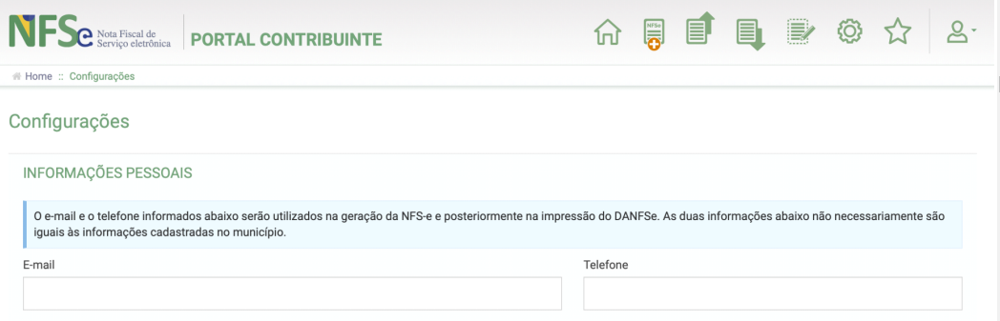 NFSe Nota Fiscal de
Serviço eletrônica
PORTAL CONTRIBUINTE
NFSe
Home :: Configurações
Configurações
INFORMAÇÕES PESSOAIS
O e-mail e o telefone informados abaixo serão utilizados na geração da NFS-e e posteriormente na impressão do DANFSe. As duas informações abaixo não necessariamente são
iguais às informações cadastradas no município.
E-mail
Telefone